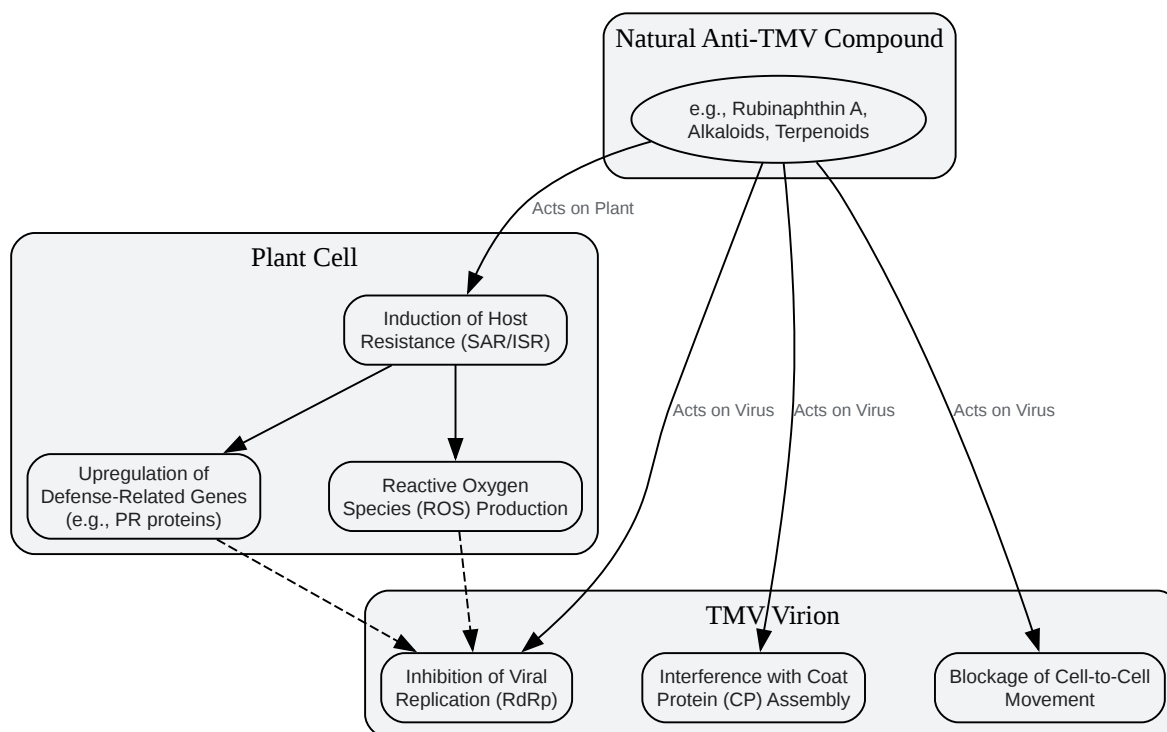 Natural Anti-TMV Compound
e.g., Rubinaphthin A,
Alkaloids, Terpenoids
Acts on Plant
Plant Cell
Induction of Host
Resistance (SAR/ISR)
Acts on Virus
Acts on Virus
Acts on Virus
Upregulation of
Defense-Related Genes
(e.g., PR proteins)
Reactive Oxygen
Species (ROS) Production
TMV Virion
Inhibition of Viral
Replication (RdRp)
Interference with Coat
Protein (CP) Assembly
Blockage of Cell-to-Cell
Movement